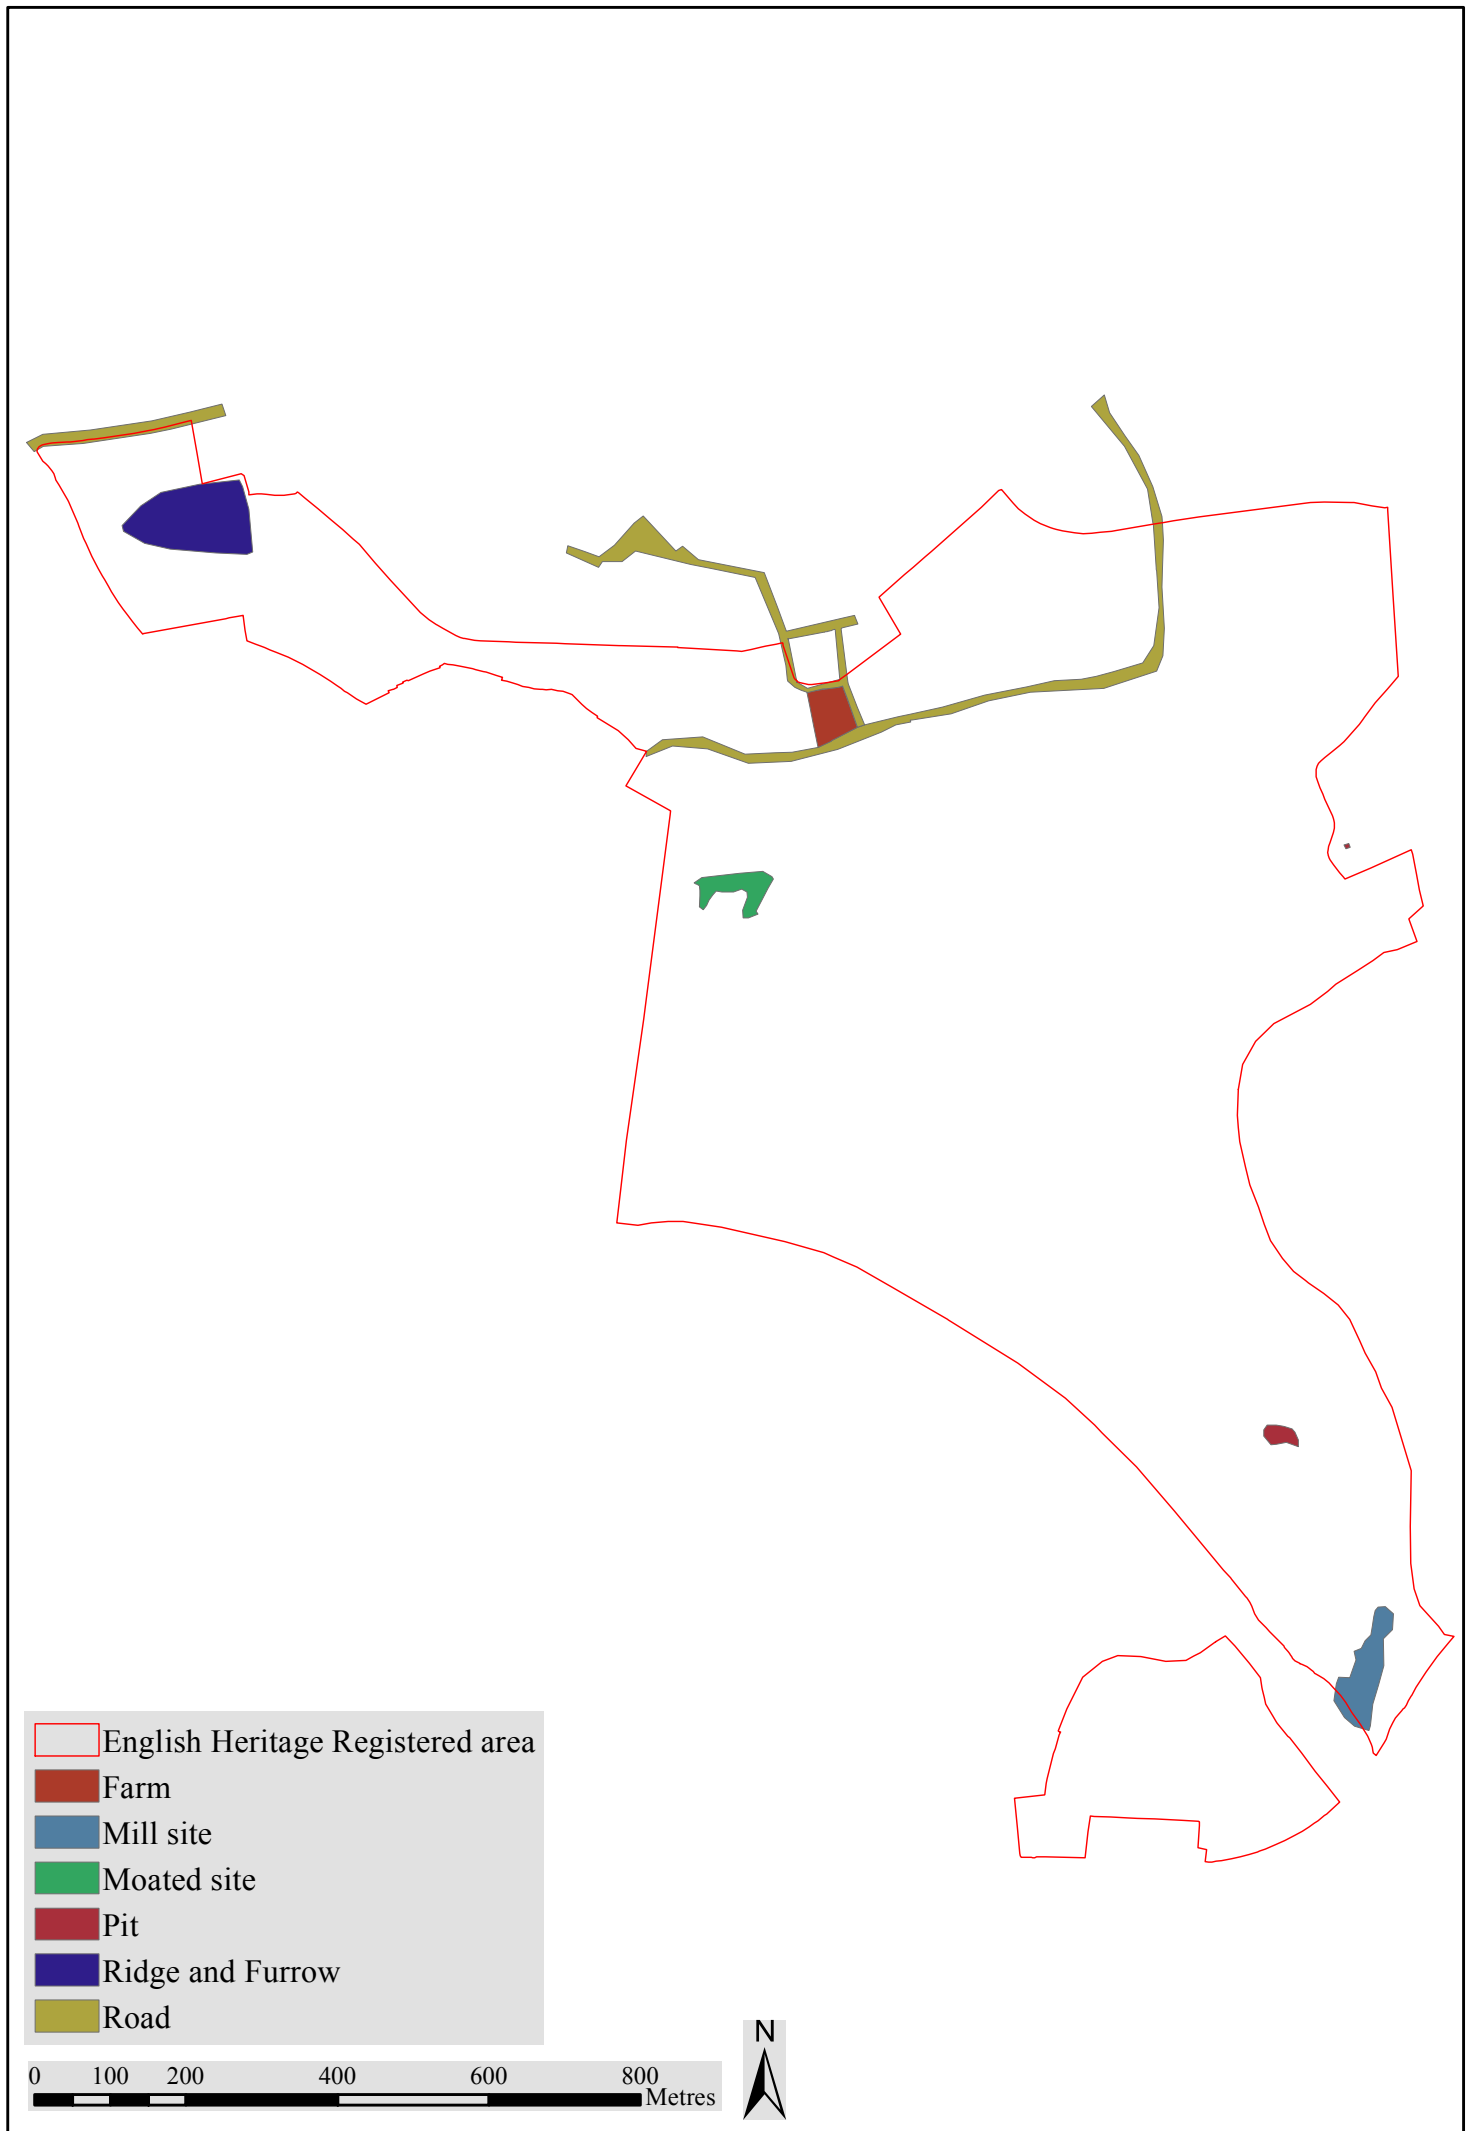 English Heritage Registered area
Farm
Mill site
Moated site
Pit
Ridge and Furrow
Road
0 100 200 400 600 800
Metres
N